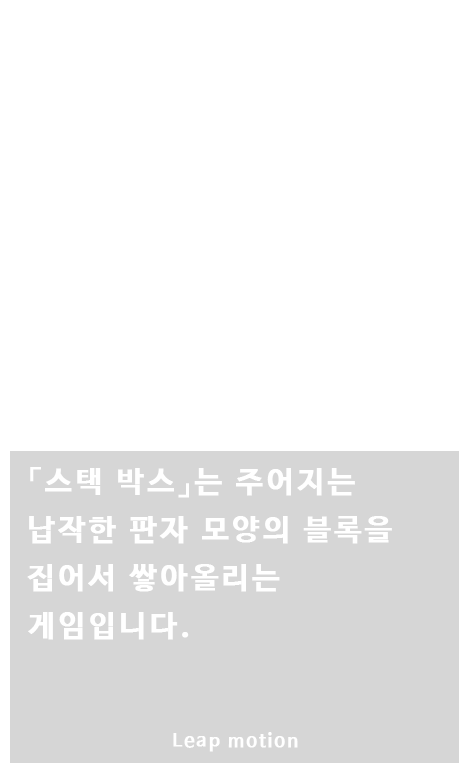 「스택 박스」는 주어지는
납작한 판자 모양의 블록을
집어서 쌓아올리는
게임입니다.
Leap motion